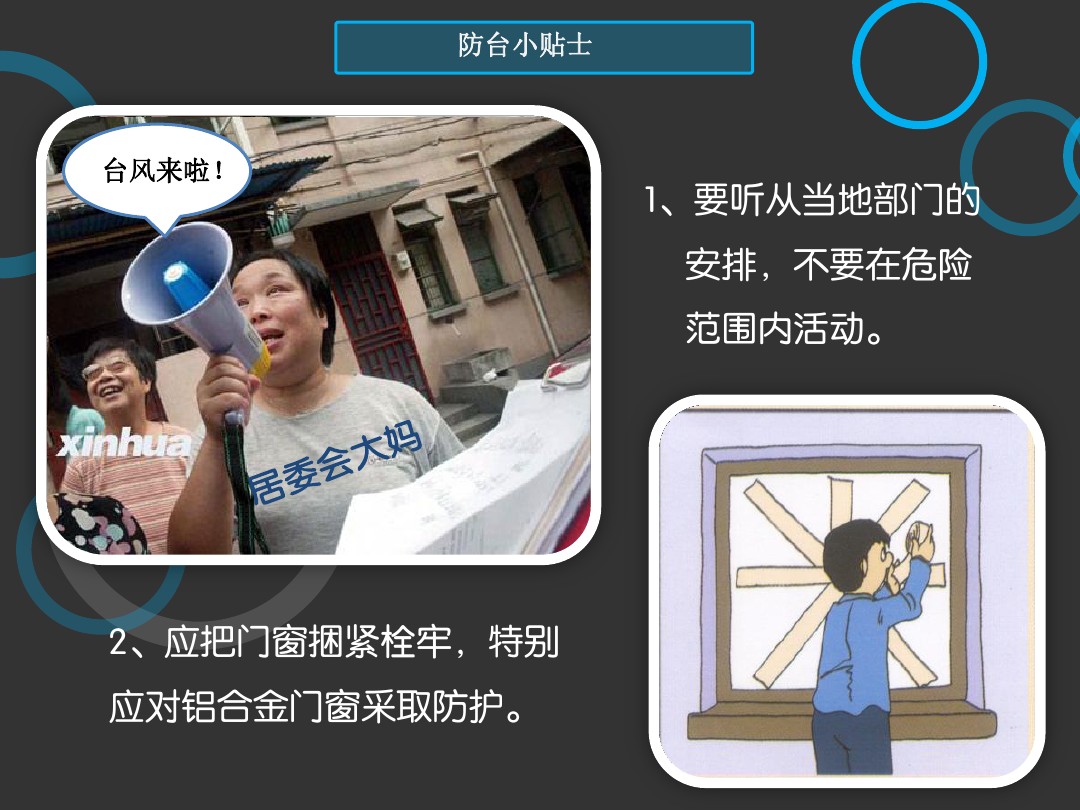 防台小贴士
台风来啦！
1、要听从当地部门的
安排，不要在危险
范围内活动。
xinhua
居委会大妈
2、应把门窗捆紧栓牢，特别
应对铝合金门窗采取防护。